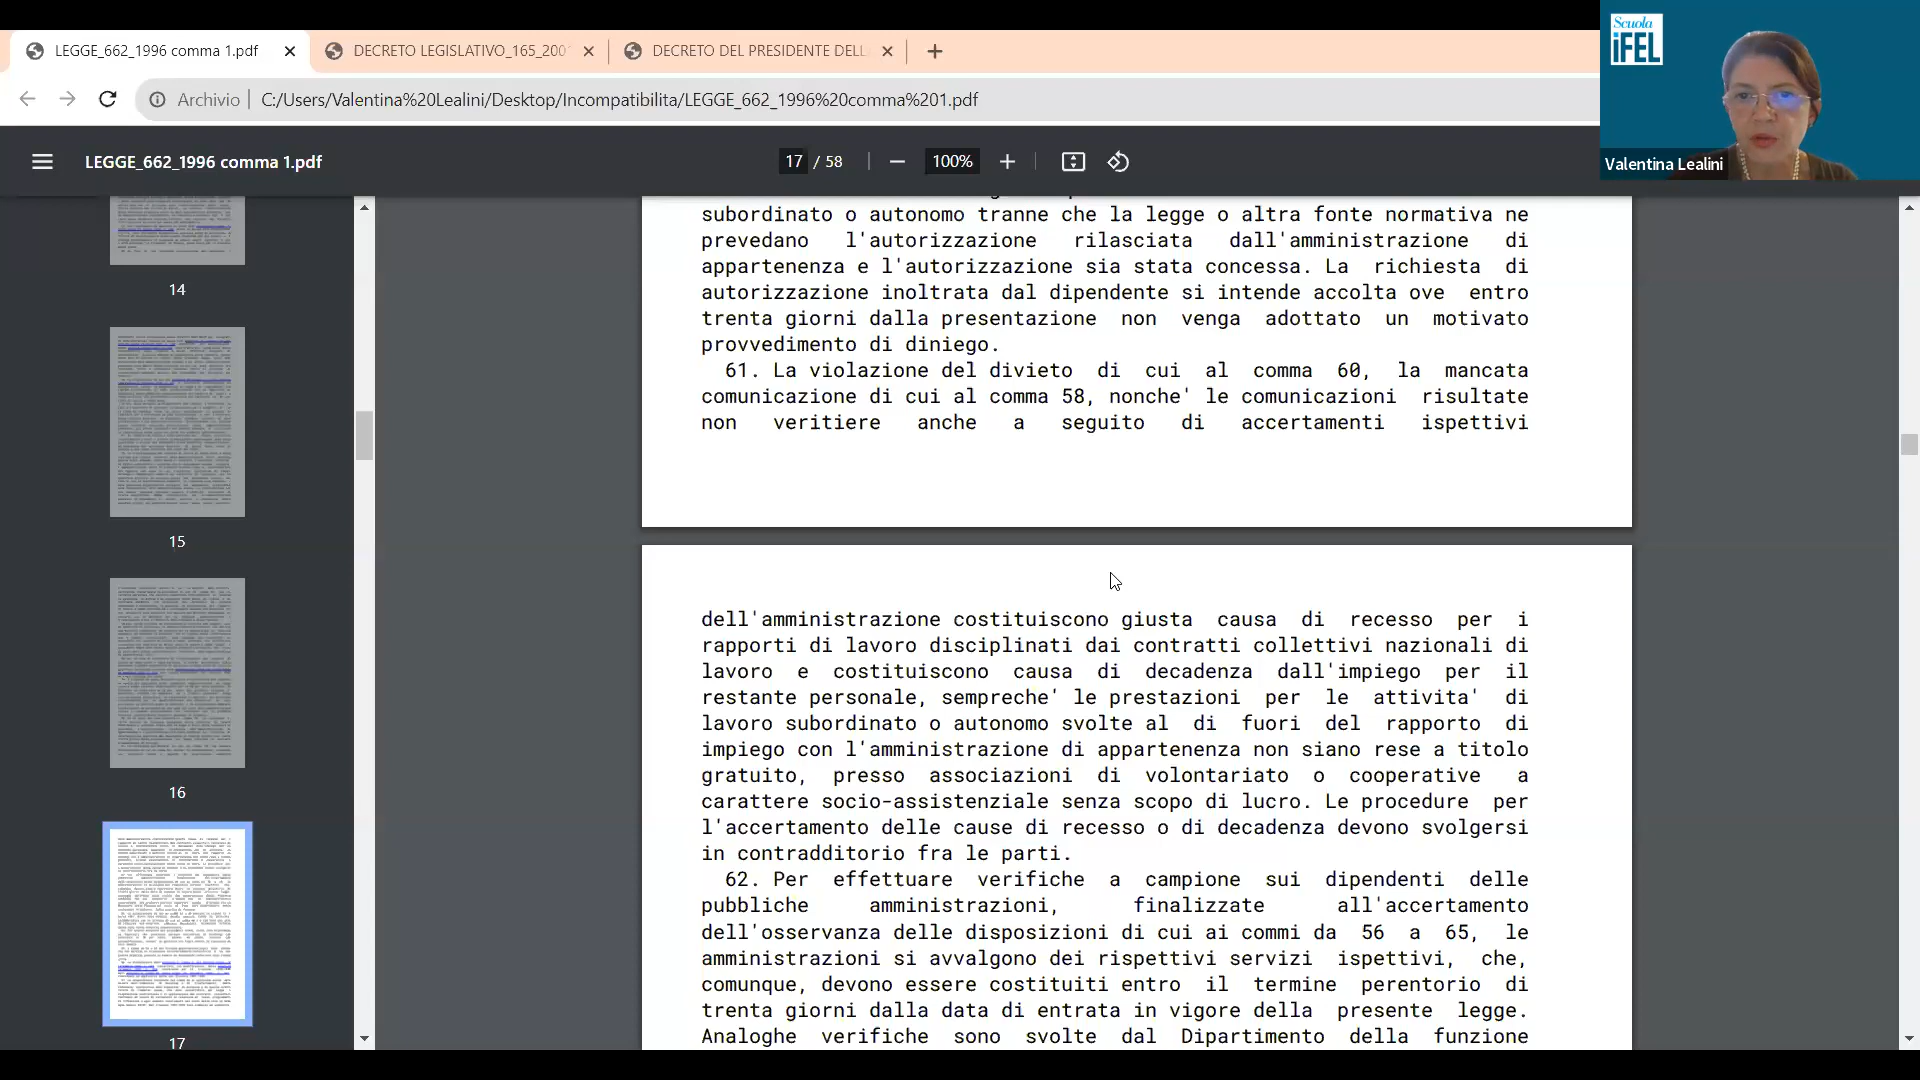 LEGGE_662_1996 comma 1.pdf
DECRETO LEGISLATIVO_165_200
DECRETO DEL PRESIDENTE DELL
Scuola
iFEL
Archivio
C:/Users/Valentina%20Lealini/Desktop/Incompatibilita/LEGGE_662_1996%20comma%201.pdf
LEGGE_662_1996 comma 1.pdf
17 / 58
100%
Valentina Lealini
14
15
16
17
subordinato o autonomo tranne che la legge o altra fonte normativa ne
prevedano l'autorizzazione rilasciata dall'amministrazione di
appartenenza e l'autorizzazione sia stata concessa. La richiesta di
autorizzazione inoltrata dal dipendente si intende accolta ove entro
trenta giorni dalla presentazione non venga adottato un motivato
provvedimento di diniego.
61. La violazione del divieto di cui al comma 60, la mancata
comunicazione di cui al comma 58, nonche' le comunicazioni risultate
non veritiere anche a seguito di accertamenti ispettivi
dell'amministrazione costituiscono giusta causa di recesso per i
rapporti di lavoro disciplinati dai contratti collettivi nazionali di
lavoro e costituiscono causa di decadenza dall'impiego per il
restante personale, sempreche' le prestazioni per le attivita' di
lavoro subordinato o autonomo svolte al di fuori del rapporto di
impiego con l'amministrazione di appartenenza non siano rese a titolo
gratuito, presso associazioni di volontariato o cooperative a
carattere socio-assistenziale senza scopo di lucro. Le procedure per
l'accertamento delle cause di recesso o di decadenza devono svolgersi
in contradditorio fra le parti.
62. Per effettuare verifiche a campione sui dipendenti delle
pubbliche amministrazioni, finalizzate all'accertamento
dell'osservanza delle disposizioni di cui ai commi da 56 a 65, le
amministrazioni si avvalgono dei rispettivi servizi ispettivi, che,
comunque, devono essere costituiti entro il termine perentorio di
trenta giorni dalla data di entrata in vigore della presente legge.
Analoghe verifiche sono svolte dal Dipartimento della funzione